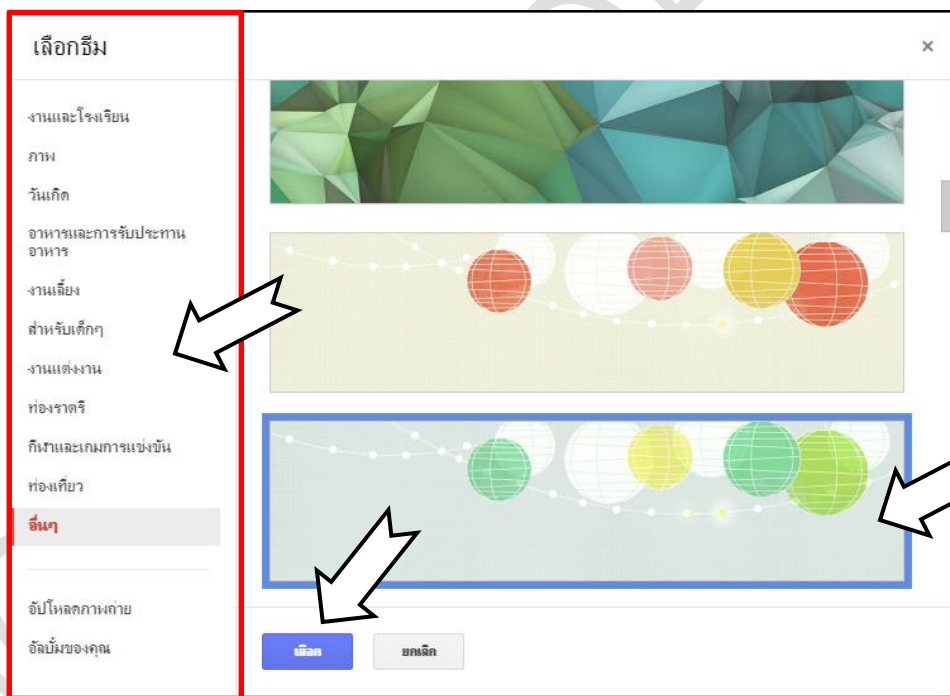 เลือกธีม
×
งานและโรงเรียน
ภาพ
วันเกิด
อาหารและการรับประทาน
อาหาร
งานเลี้ยง
สำหรับเด็กๆ
งานแต่งงาน
ท่องราตรี
กีฬาและเกมการแข่งขัน
ท่องเที่ยว
อื่นๆ
อัปโหลดภาพถ่าย
อัลบั้มของคุณ
เลือก
ยกเลิก